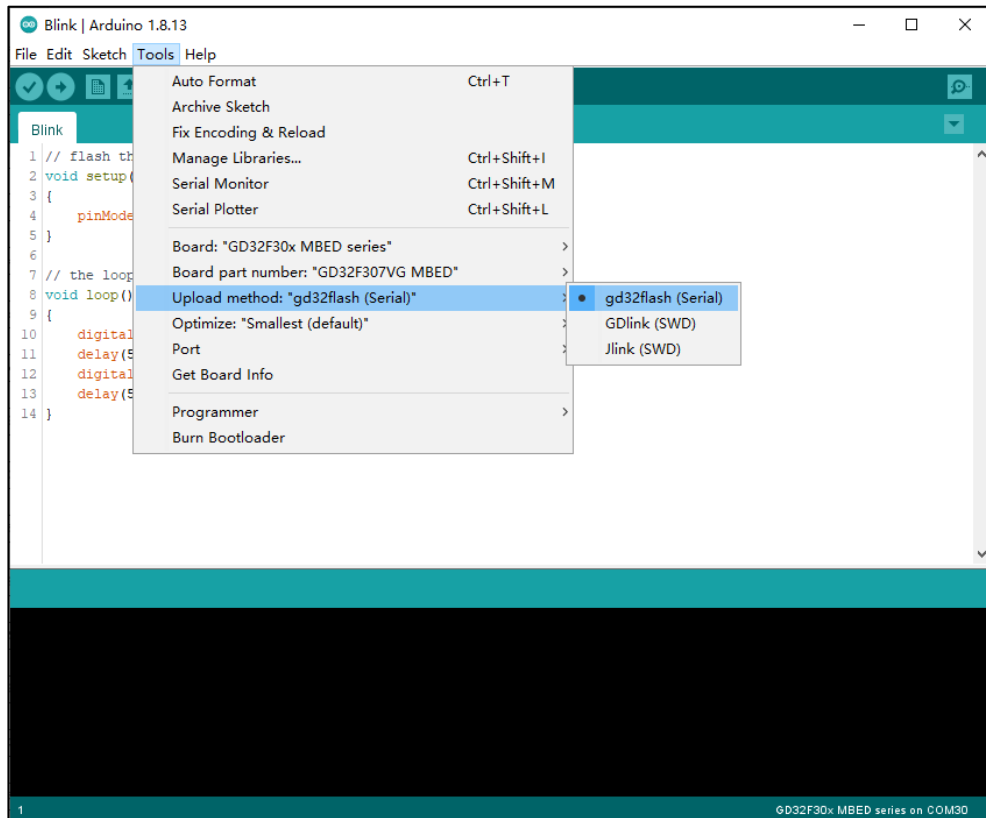 Blink | Arduino 1.8.13
File Edit Sketch Tools Help
Blink
Auto Format Ctrl+T
Archive Sketch
Fix Encoding & Reload
Manage Libraries... Ctrl+Shift+I
Serial Monitor Ctrl+Shift+M
Serial Plotter Ctrl+Shift+L
Board: "GD32F30x MBED series"
Board part number: "GD32F307VG MBED"
Upload method: "gd32flash (Serial)"
Optimize: "Smallest (default)"
Port
Get Board Info
Programmer
Burn Bootloader
gd32flash (Serial)
GDlink (SWD)
Jlink (SWD)
1 // flash th
2 void setup(
3 {
4 pinMode
5 }
6
7 // the loop
8 void loop()
9 {
10 digital
11 delay(5
12 digital
13 delay(5
14 }
1 GD32F30x MBED series on COM30